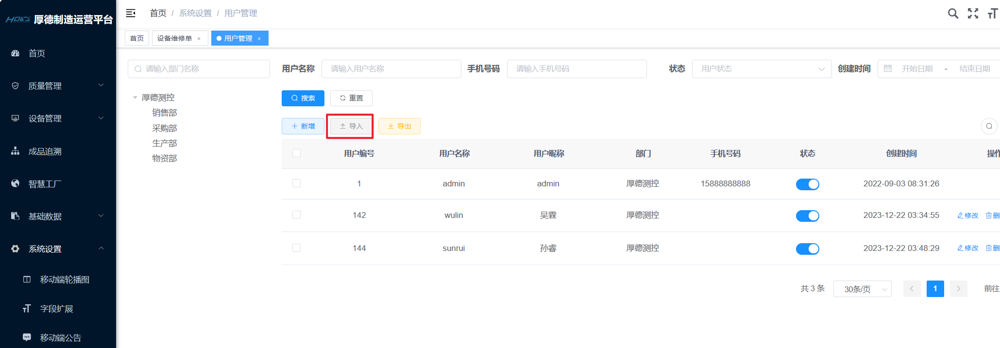 HOLD 厚德制造运营平台
首页 / 系统设置 / 用户管理
首页 设备维修单 × 用户管理 ×
首页
质量管理
设备管理
成品追溯
智慧工厂
基础数据
系统设置
移动端轮播图
字段扩展
移动端公告
请输入部门名称
厚德测控
销售部
采购部
生产部
物资部
用户名称 请输入用户名称 手机号码 请输入手机号码 状态 用户状态 创建时间 开始日期 - 结束日期
搜索 重置
新增 导入 导出
用户编号 用户名称 用户昵称 部门 手机号码 状态 创建时间 操作
1 admin admin 厚德测控 15888888888 2022-09-03 08:31:26
142 wulin 吴霖 厚德测控 2023-12-22 03:34:55 修改 删
144 sunrui 孙睿 厚德测控 2023-12-22 03:48:29 修改 删
共 3 条 30条/页 1 前往